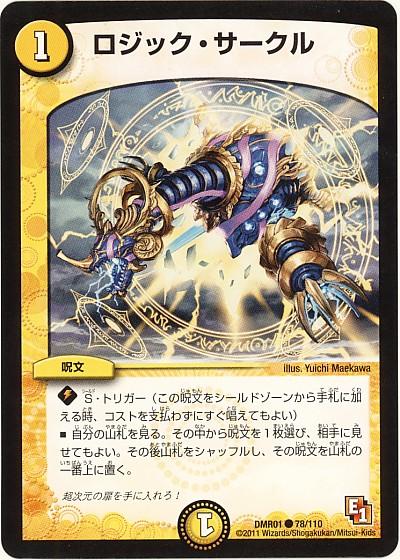 1
ロジック・サークル
illus. Yuichi Maekawa
呪文
S・トリガー（この呪文をシールドゾーンから手札に加
える時、コストを支払わずにすぐ唱えてもよい）
■ 自分の山札を見る。その中から呪文を1枚選び、相手に見
せてもよい。その後山札をシャッフルし、その呪文を山札の
一番上に置く。
超次元の扉を手に入れろ！
1
DMR01 ● 78/110
©2011 Wizards/Shogakukan/Mitsui-Kids
E1